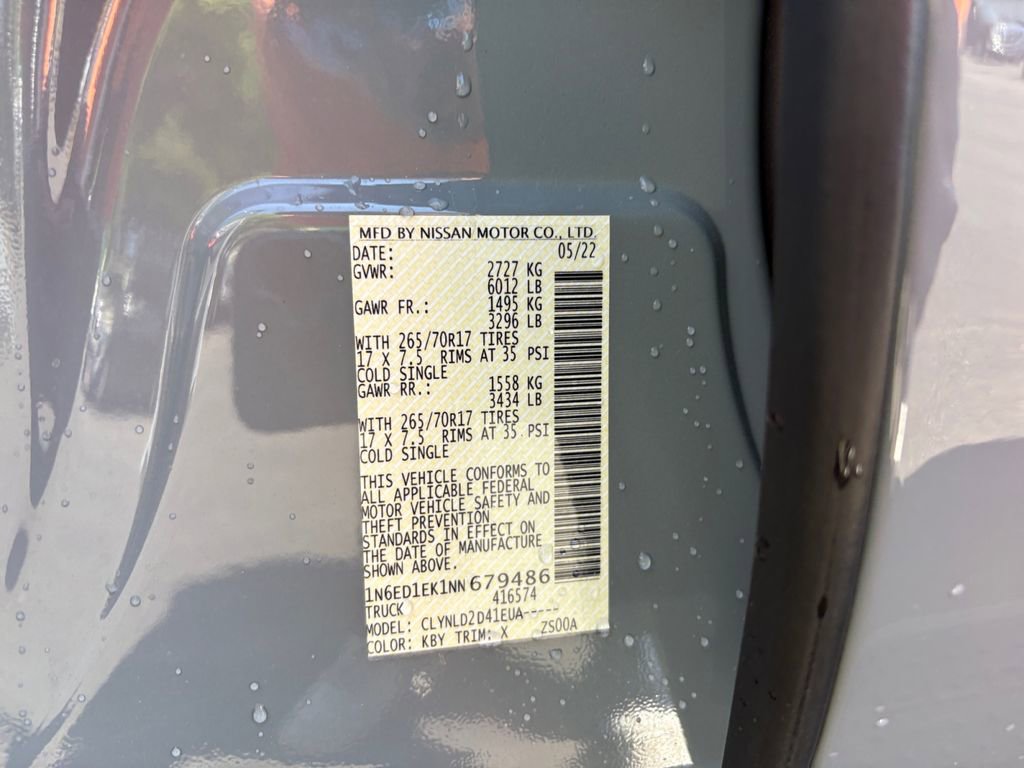 MFD BY NISSAN MOTOR CO., LTD.
DATE: 05/22
GVWR: 2727 KG
6012 LB
GAWR FR.: 1495 KG
3296 LB
WITH 265/70R17 TIRES
17 X 7.5 RIMS AT 35 PSI
COLD SINGLE
GAWR RR.: 1558 KG
3434 LB
WITH 265/70R17 TIRES
17 X 7.5 RIMS AT 35 PSI
COLD SINGLE
THIS VEHICLE CONFORMS TO
ALL APPLICABLE FEDERAL
MOTOR VEHICLE SAFETY AND
THEFT PREVENTION
STANDARDS IN EFFECT ON
THE DATE OF MANUFACTURE
SHOWN ABOVE.
1N6ED1EK1NN679486
TRUCK 416574
MODEL: CLYNLD2D41EUA-----
COLOR: KBY TRIM: X ZS00A